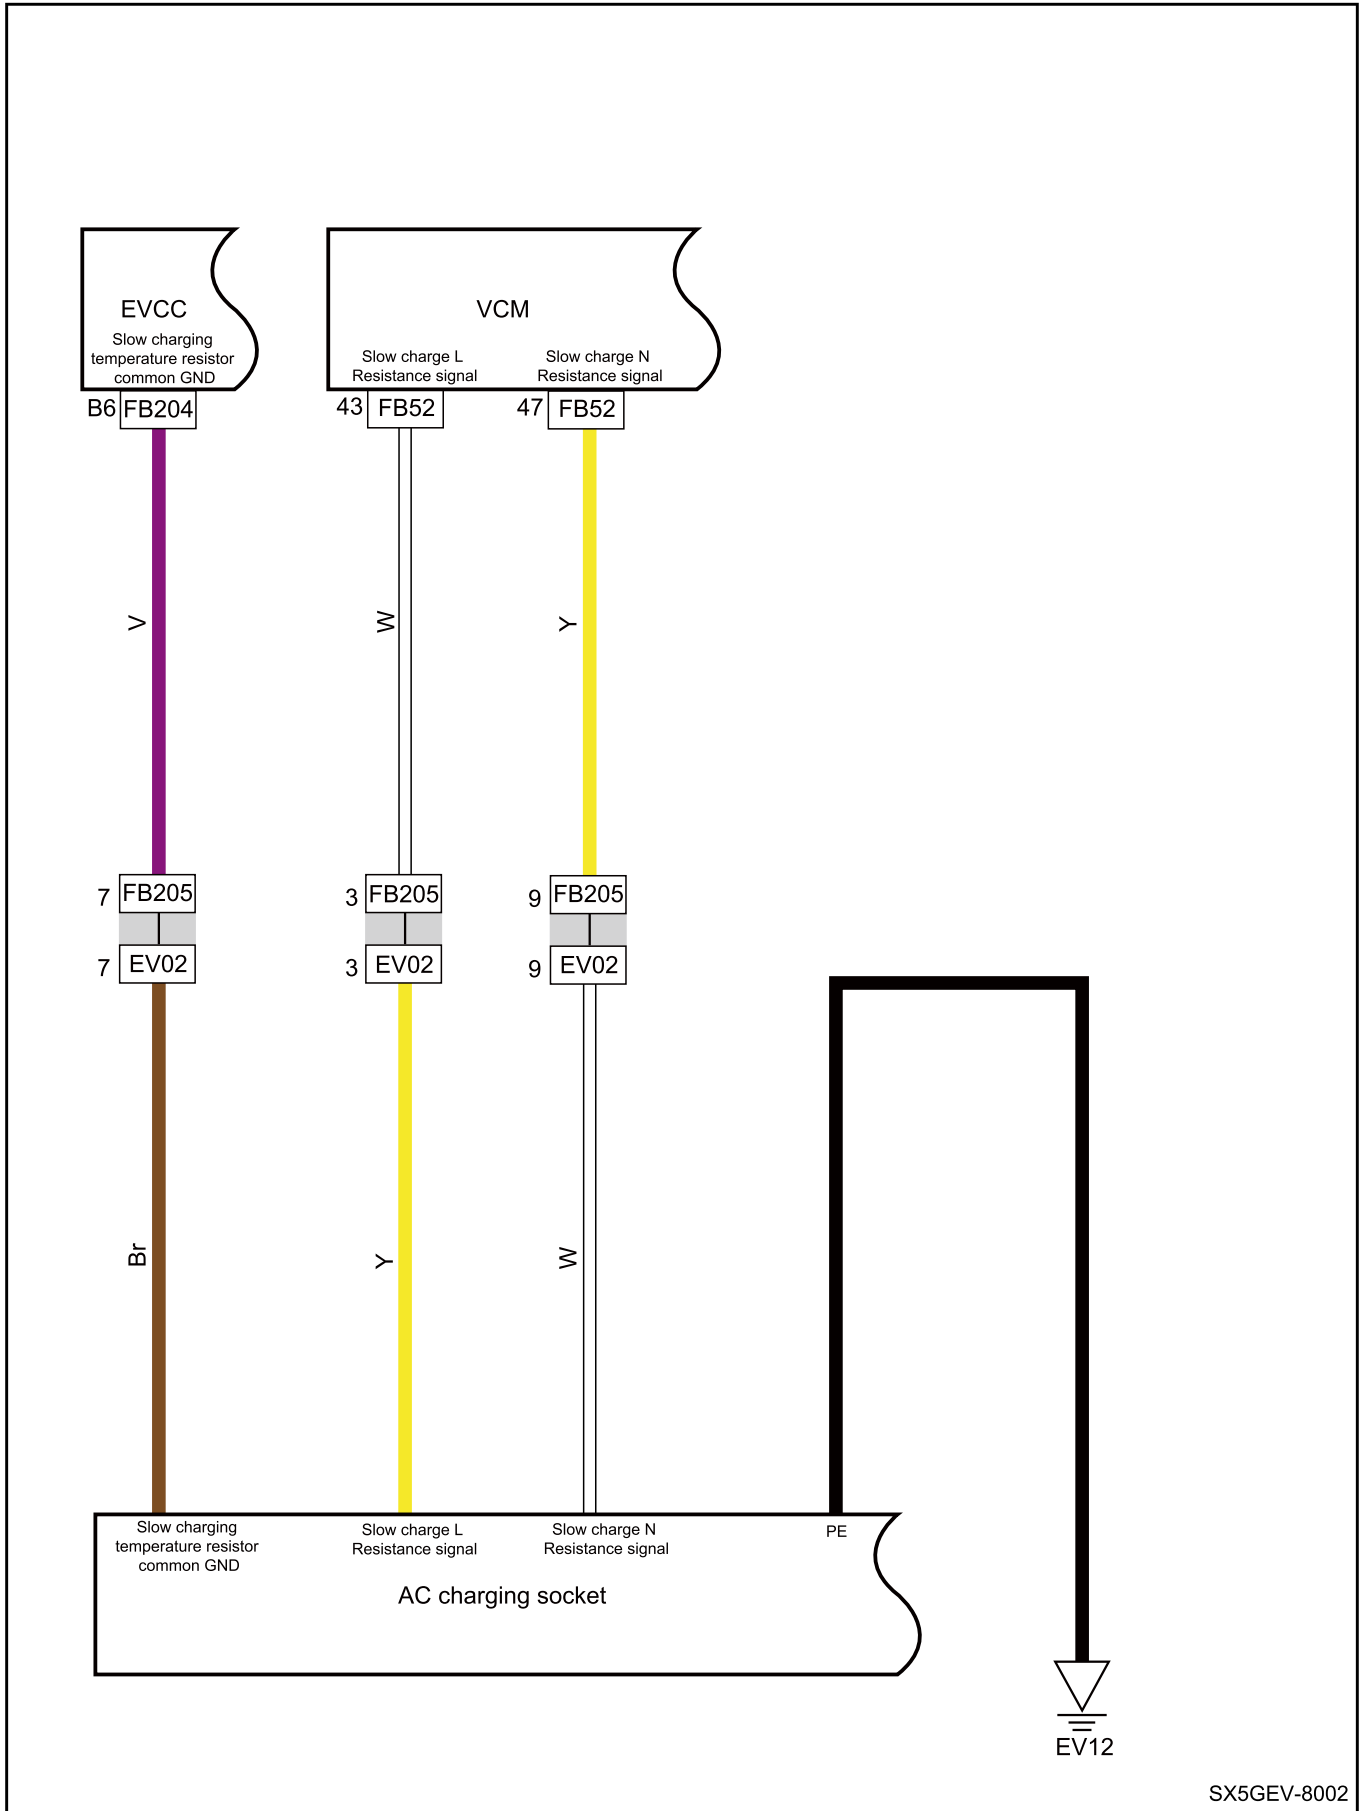 EVCC
Slow charging
temperature resistor
common GND
VCM
Slow charge L
Resistance signal
Slow charge N
Resistance signal
B6 FB204
43 FB52
47 FB52
V
W
Y
7 FB205
3 FB205
9 FB205
7 EV02
3 EV02
9 EV02
Br
Y
W
Slow charging
temperature resistor
common GND
Slow charge L
Resistance signal
Slow charge N
Resistance signal
PE
AC charging socket
EV12
SX5GEV-8002